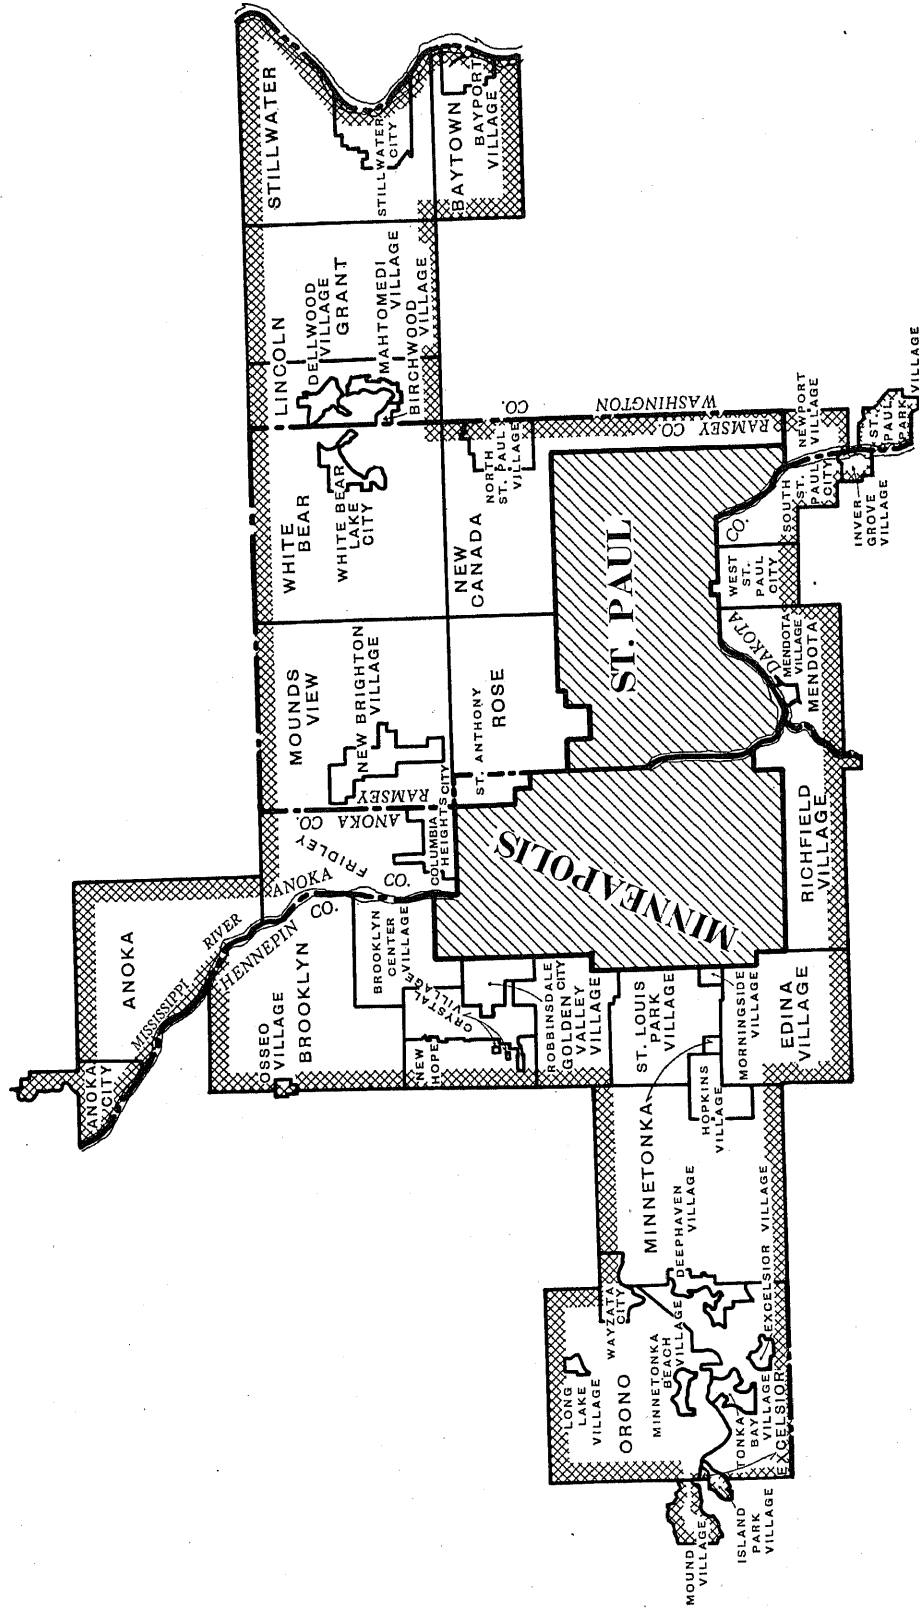 ANOKA
CITY
ANOKA
MISSISSIPPI
RIVER
HENNEPIN
CO.
ANOKA
CO.
OSSEO
VILLAGE
BROOKLYN
BROOKLYN
CENTER
VILLAGE
NEW
HOPE
CRYSTAL
VILLAGE
ROBBINSDALE
CITY
GOLDEN
VALLEY
VILLAGE
FRIDLEY
ANOKA
CO.
RAMSEY
COLUMBIA
HEIGHTS CITY
MOUNDS
VIEW
NEW BRIGHTON
VILLAGE
ST. ANTHONY
ROSE
WHITE
BEAR
WHITE BEAR
LAKE
CITY
NEW
CANADA
NORTH
ST. PAUL
VILLAGE
LINCOLN
DELLWOOD
VILLAGE
GRANT
MAHTOMEDI
VILLAGE
BIRCHWOOD
VILLAGE
STILLWATER
STILLWATER
CITY
BAYTOWN
BAYPORT
VILLAGE
WASHINGTON
CO.
RAMSEY
CO.
MINNEAPOLIS
ST. PAUL
ST. LOUIS
PARK
VILLAGE
MORNINGSIDE
VILLAGE
EDINA
VILLAGE
RICHFIELD
VILLAGE
MENDOTA
VILLAGE
MENDOTA
DAKOTA
CO.
WEST
ST.
PAUL
CITY
SOUTH
ST.
PAUL
CITY
NEWPORT
VILLAGE
ST.
PAUL
PARK
VILLAGE
INVER
GROVE
VILLAGE
MINNETONKA
HOPKINS
VILLAGE
DEEPHAVEN
VILLAGE
WAYZATA
CITY
LONG
LAKE
VILLAGE
ORONO
MINNETONKA
BEACH
VILLAGE
TONKA
BAY
VILLAGE
EXCELSIOR VILLAGE
EXCELSIOR
ISLAND
PARK
VILLAGE
MOUND
VILLAGE